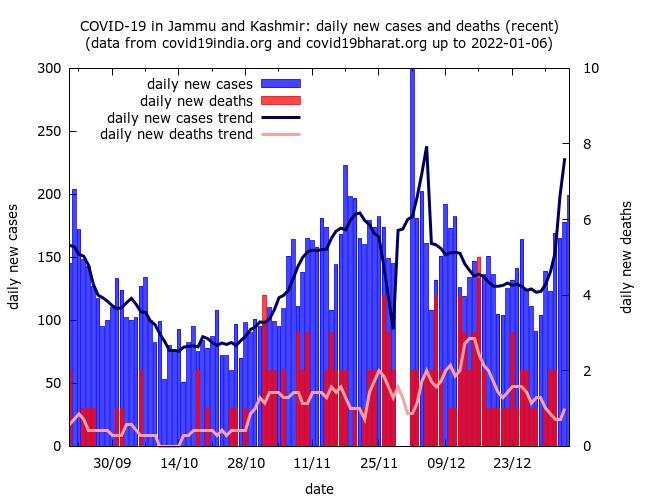 COVID-19 in Jammu and Kashmir: daily new cases and deaths (recent)
(data from covid19india.org and covid19bharat.org up to 2022-01-06)
daily new cases
daily new deaths
daily new cases trend
daily new deaths trend
300
250
200
150
100
50
0
10
8
6
4
2
0
daily new cases
daily new deaths
30/09
14/10
28/10
11/11
25/11
09/12
23/12
date